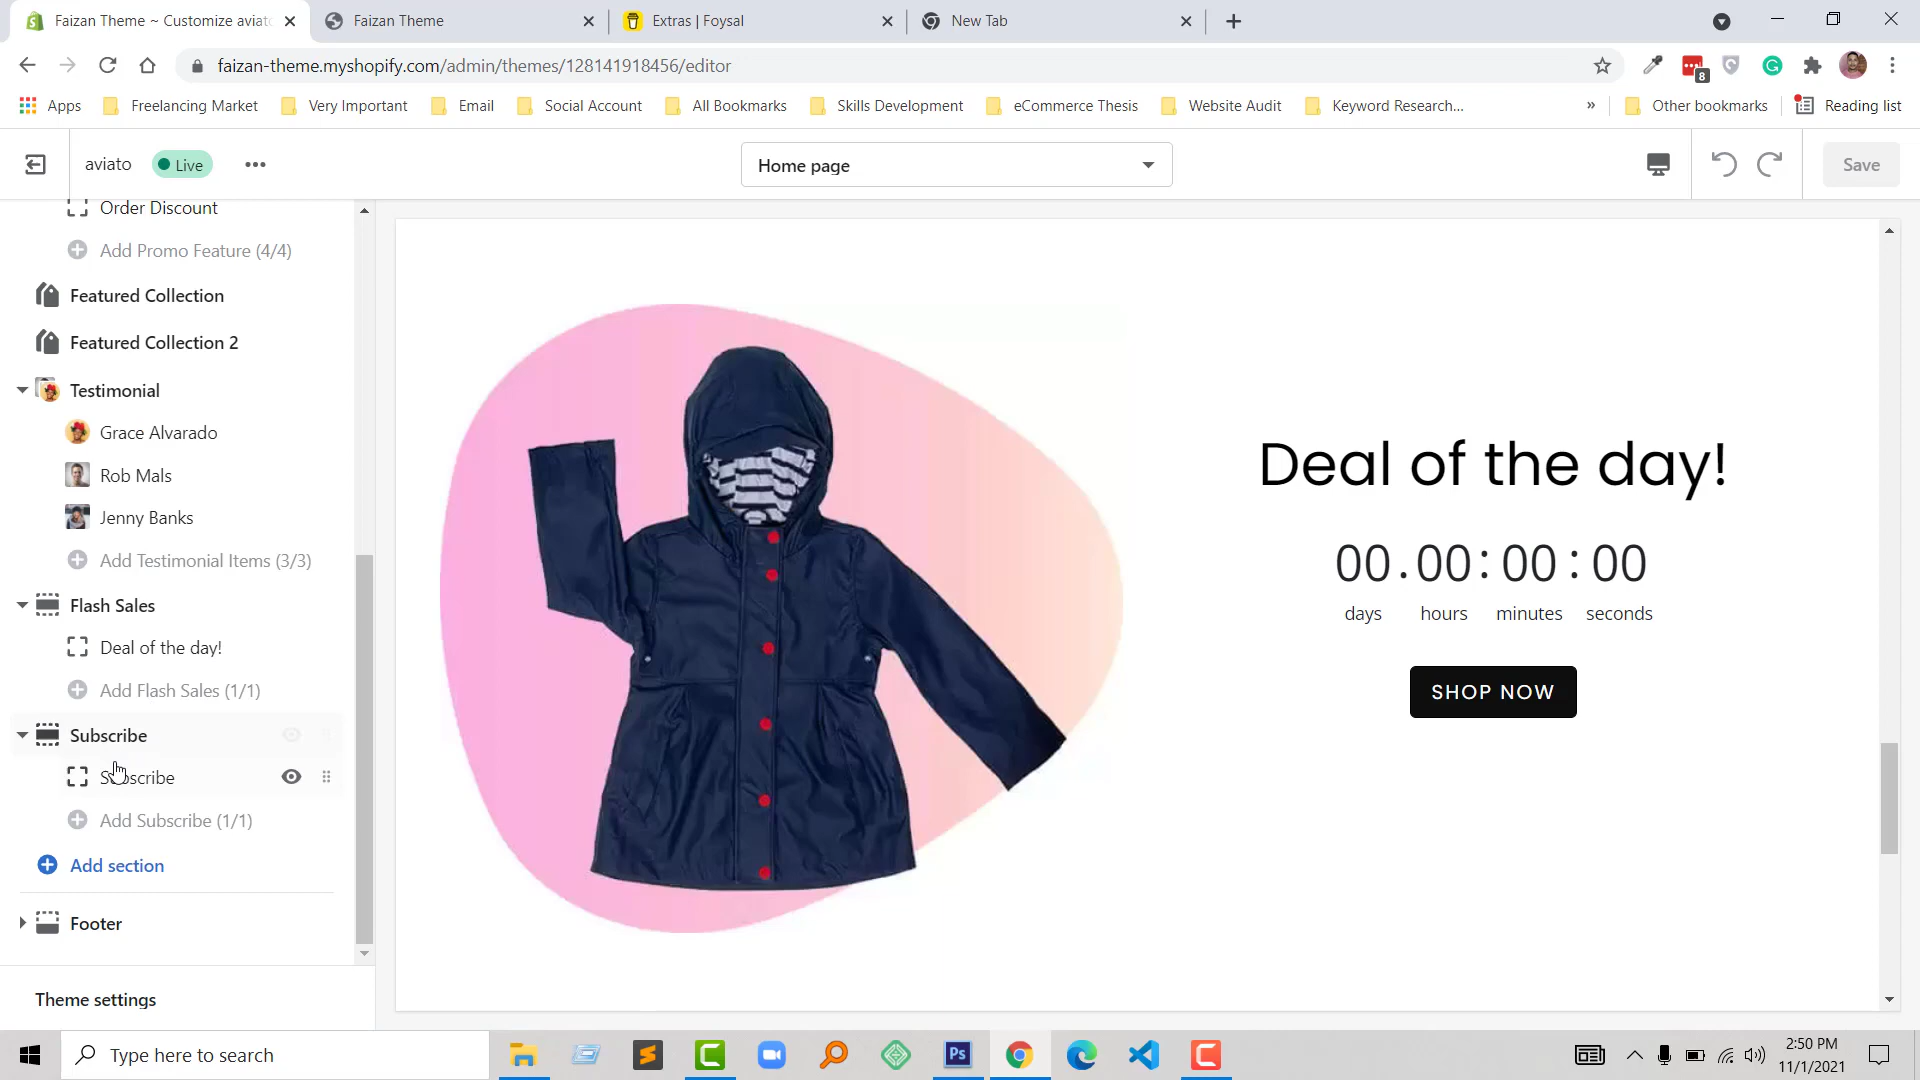 Faizan Theme ~ Customize aviato
Faizan Theme
Extras | Foysal
New Tab
faizan-theme.myshopify.com/admin/themes/128141918456/editor
8
Apps
Freelancing Market
Very Important
Email
Social Account
All Bookmarks
Skills Development
eCommerce Thesis
Website Audit
Keyword Research...
»
Other bookmarks
Reading list
aviato
Live
Home page
Save
Order Discount
Add Promo Feature (4/4)
Featured Collection
Featured Collection 2
Testimonial
Grace Alvarado
Rob Mals
Jenny Banks
Add Testimonial Items (3/3)
Flash Sales
Deal of the day!
Add Flash Sales (1/1)
Subscribe
Subscribe
Add Subscribe (1/1)
Add section
Footer
Theme settings
Deal of the day!
00.00:00:00
days hours minutes seconds
SHOP NOW
Type here to search
Ps
2:50 PM
11/1/2021